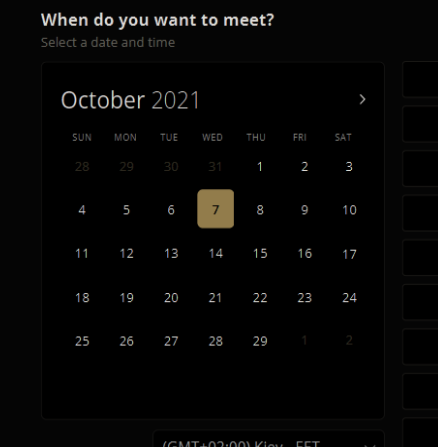 When do you want to meet?
Select a date and time
October 2021
SUN MON TUE WED THU FRI SAT
28 29 30 31 1 2 3
4 5 6 7 8 9 10
11 12 13 14 15 16 17
18 19 20 21 22 23 24
25 26 27 28 29 1 2
(GMT+02:00) Kiev - EET